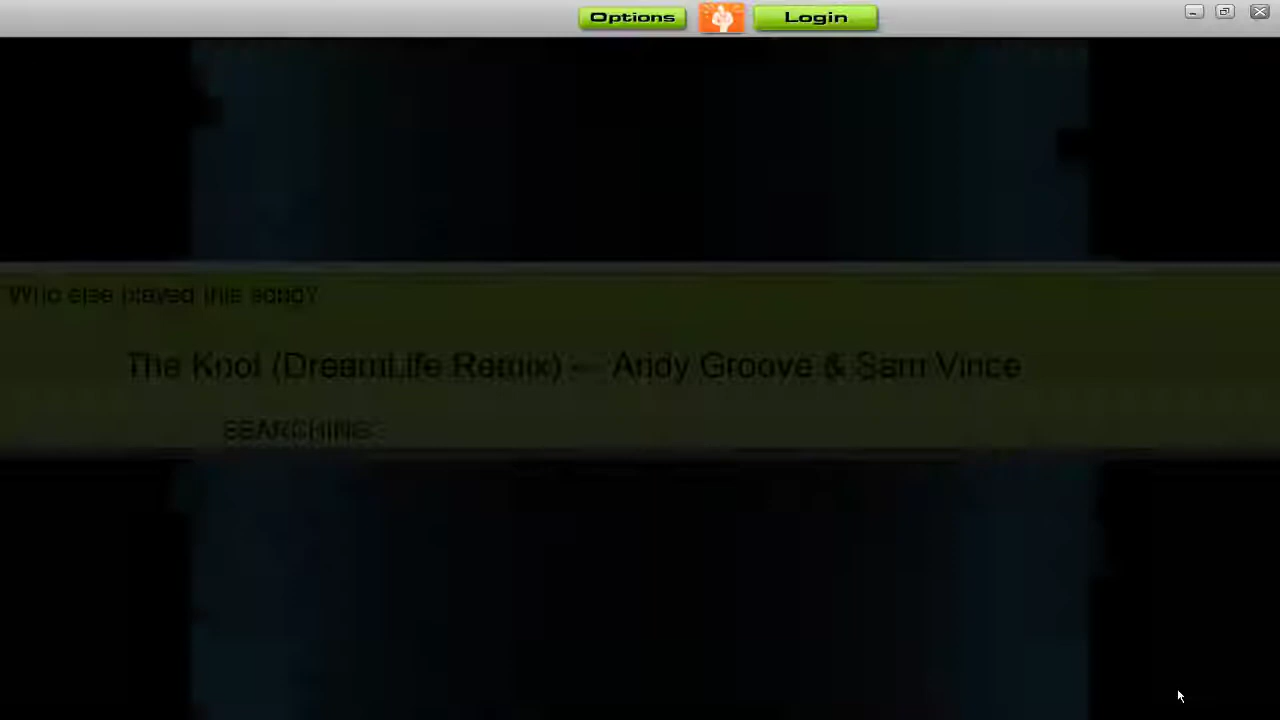 Options Login
Who else played this song?
The Knot (DreamLife Remix) — Andy Groove & Sam Vince
SEARCHING